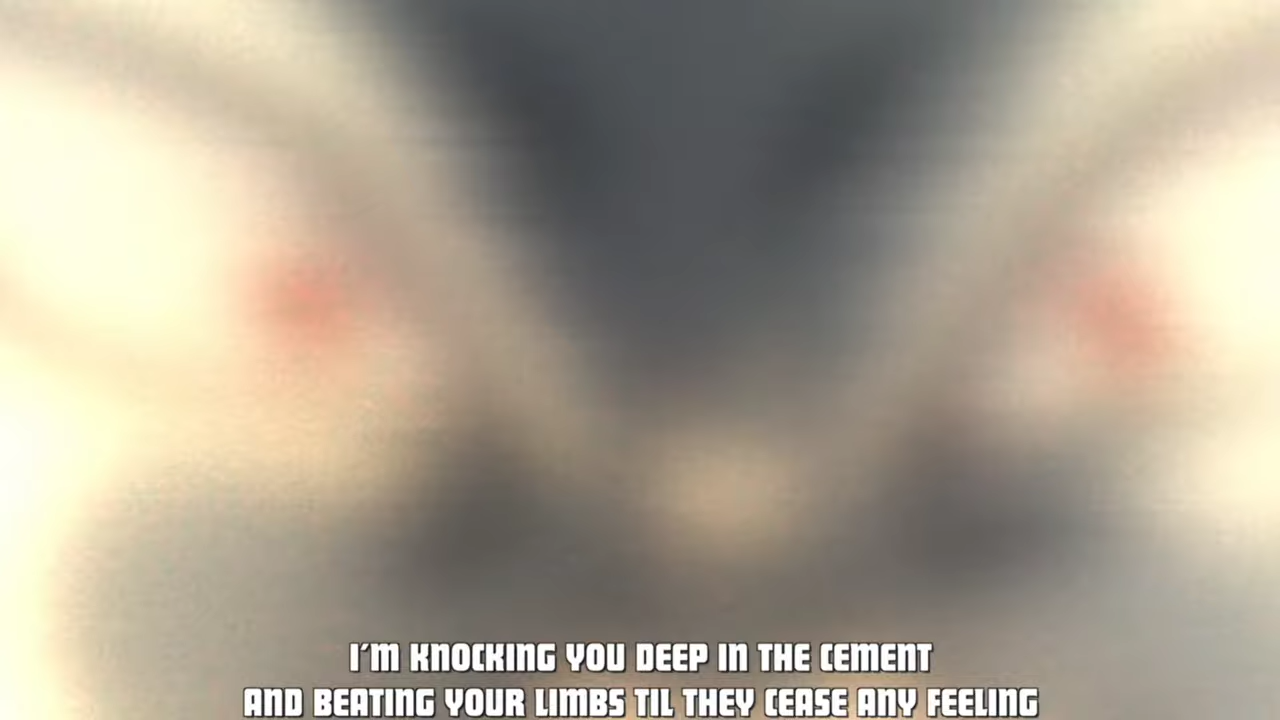 I'M KNOCKING YOU DEEP IN THE CEMENT
AND BEATING YOUR LIMBS TIL THEY CEASE ANY FEELING